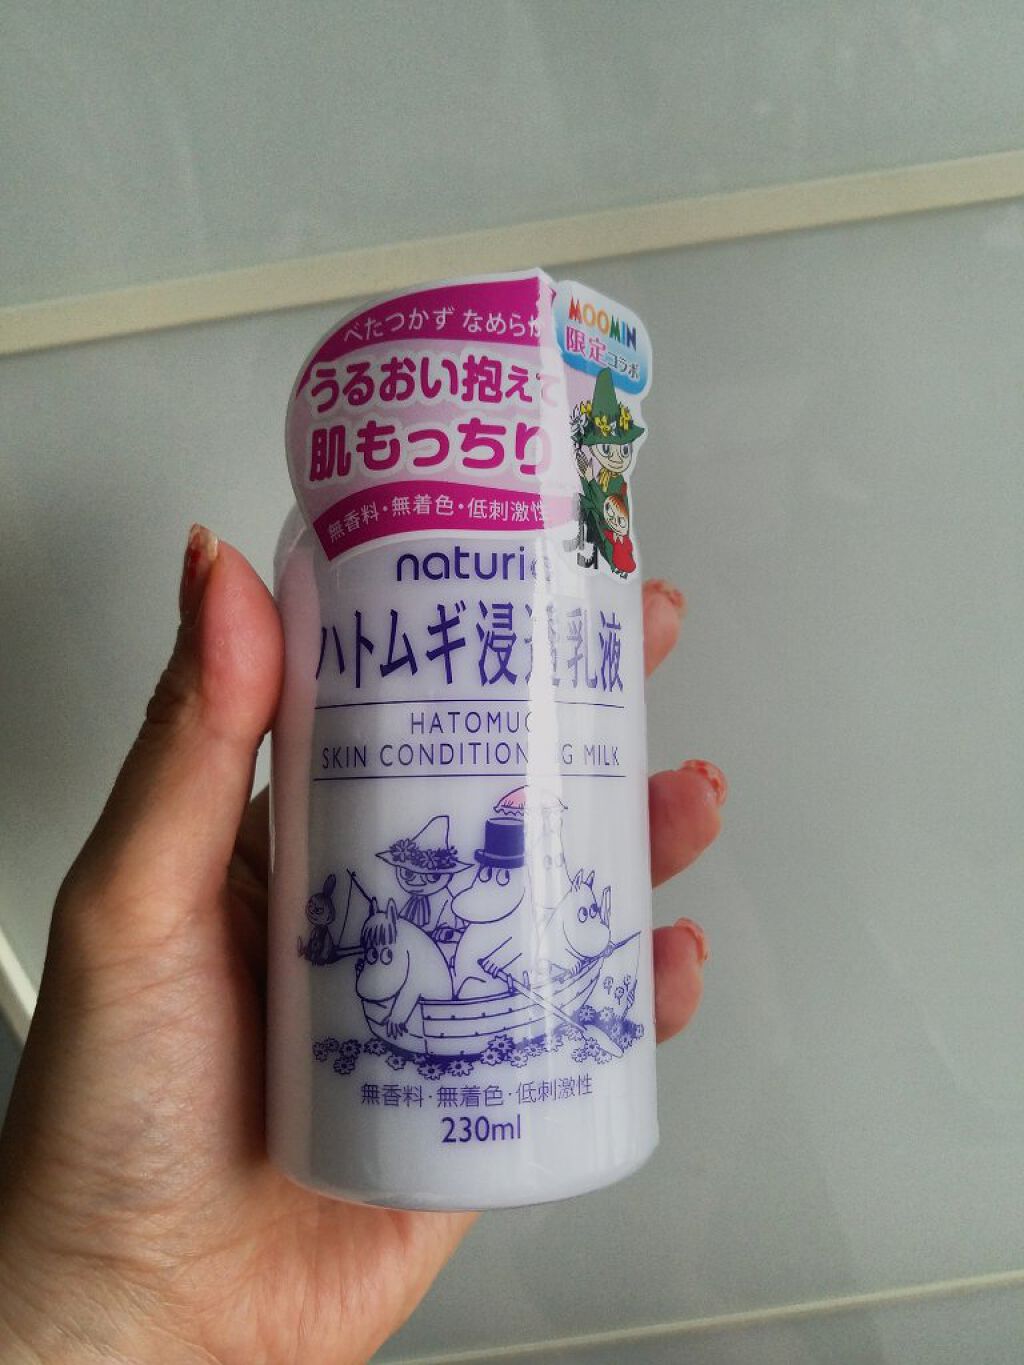 べたつかず なめらか
うるおい抱えて
肌もっちり
無香料・無着色・低刺激性
MOOMIN
限定コラボ
naturie
ハトムギ浸透乳液
HATOMUGI
SKIN CONDITIONING MILK
無香料・無着色・低刺激性
230ml